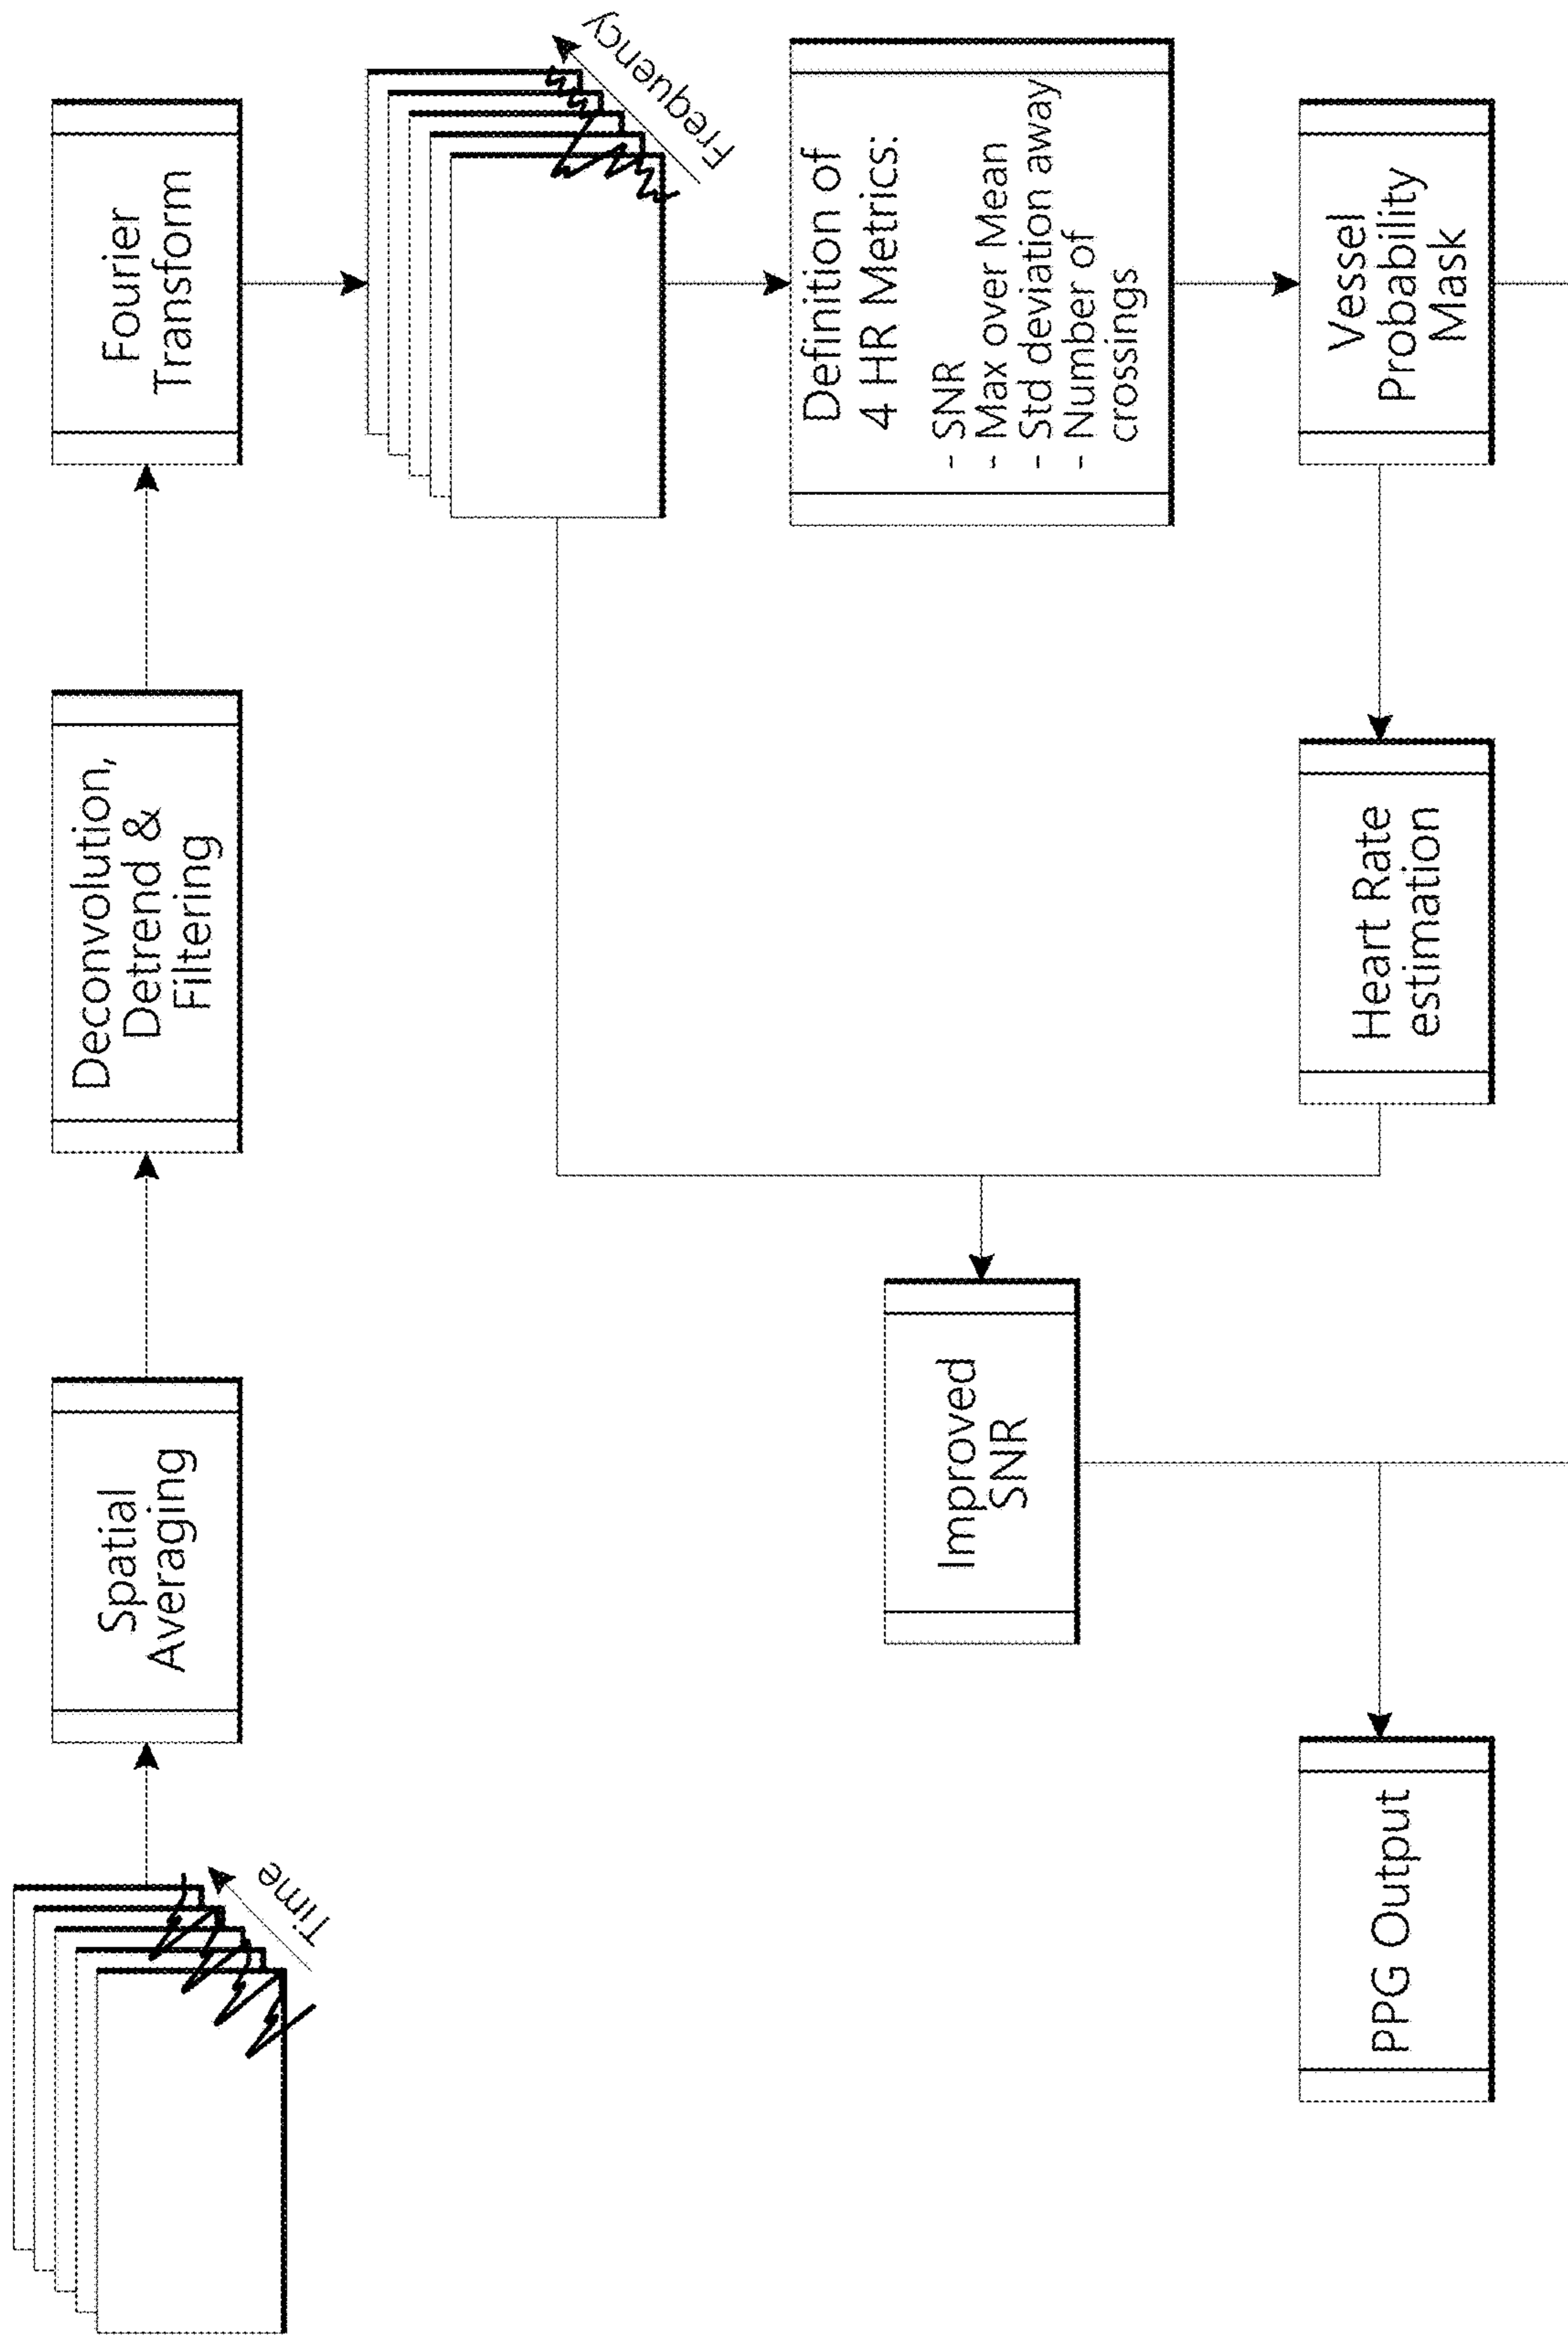 Time
Spatial
Averaging
Deconvolution,
Detrend &
Filtering
Fourier
Transform
Frequency
Definition of
4 HR Metrics:
- SNR
- Max over Mean
- Std deviation away
- Number of
crossings
Vessel
Probability
Mask
Heart Rate
estimation
Improved
SNR
PPG Output